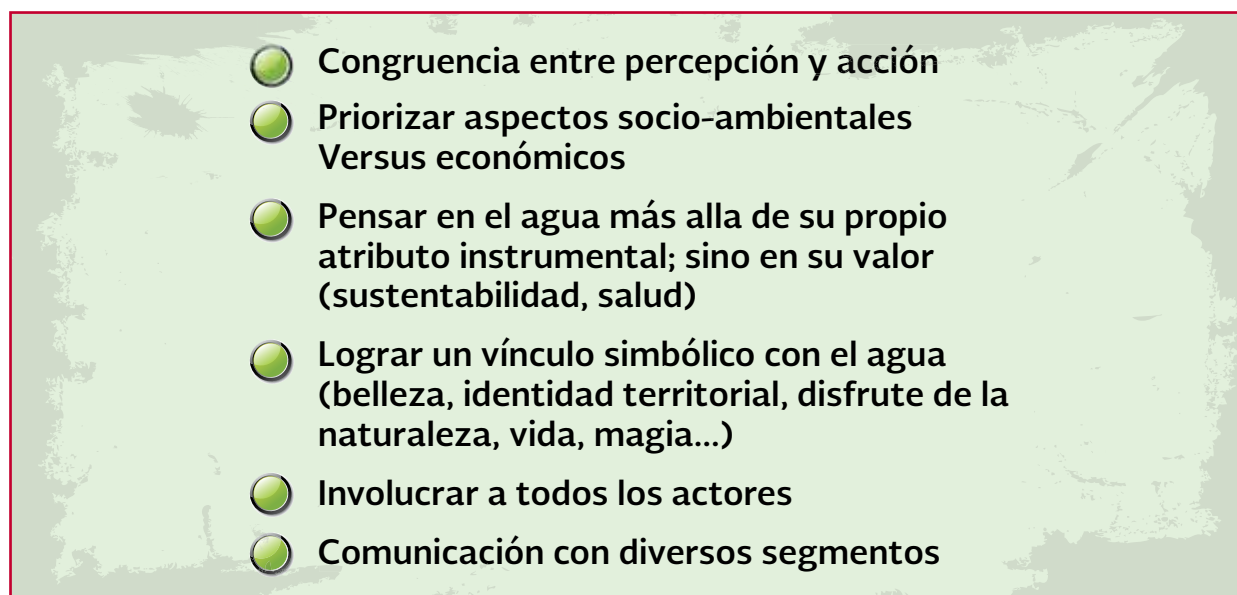 Congruencia entre percepción y acción
Priorizar aspectos socio-ambientales
Versus económicos
Pensar en el agua más alla de su propio
atributo instrumental; sino en su valor
(sustentabilidad, salud)
Lograr un vínculo simbólico con el agua
(belleza, identidad territorial, disfrute de la
naturaleza, vida, magia...)
Involucrar a todos los actores
Comunicación con diversos segmentos